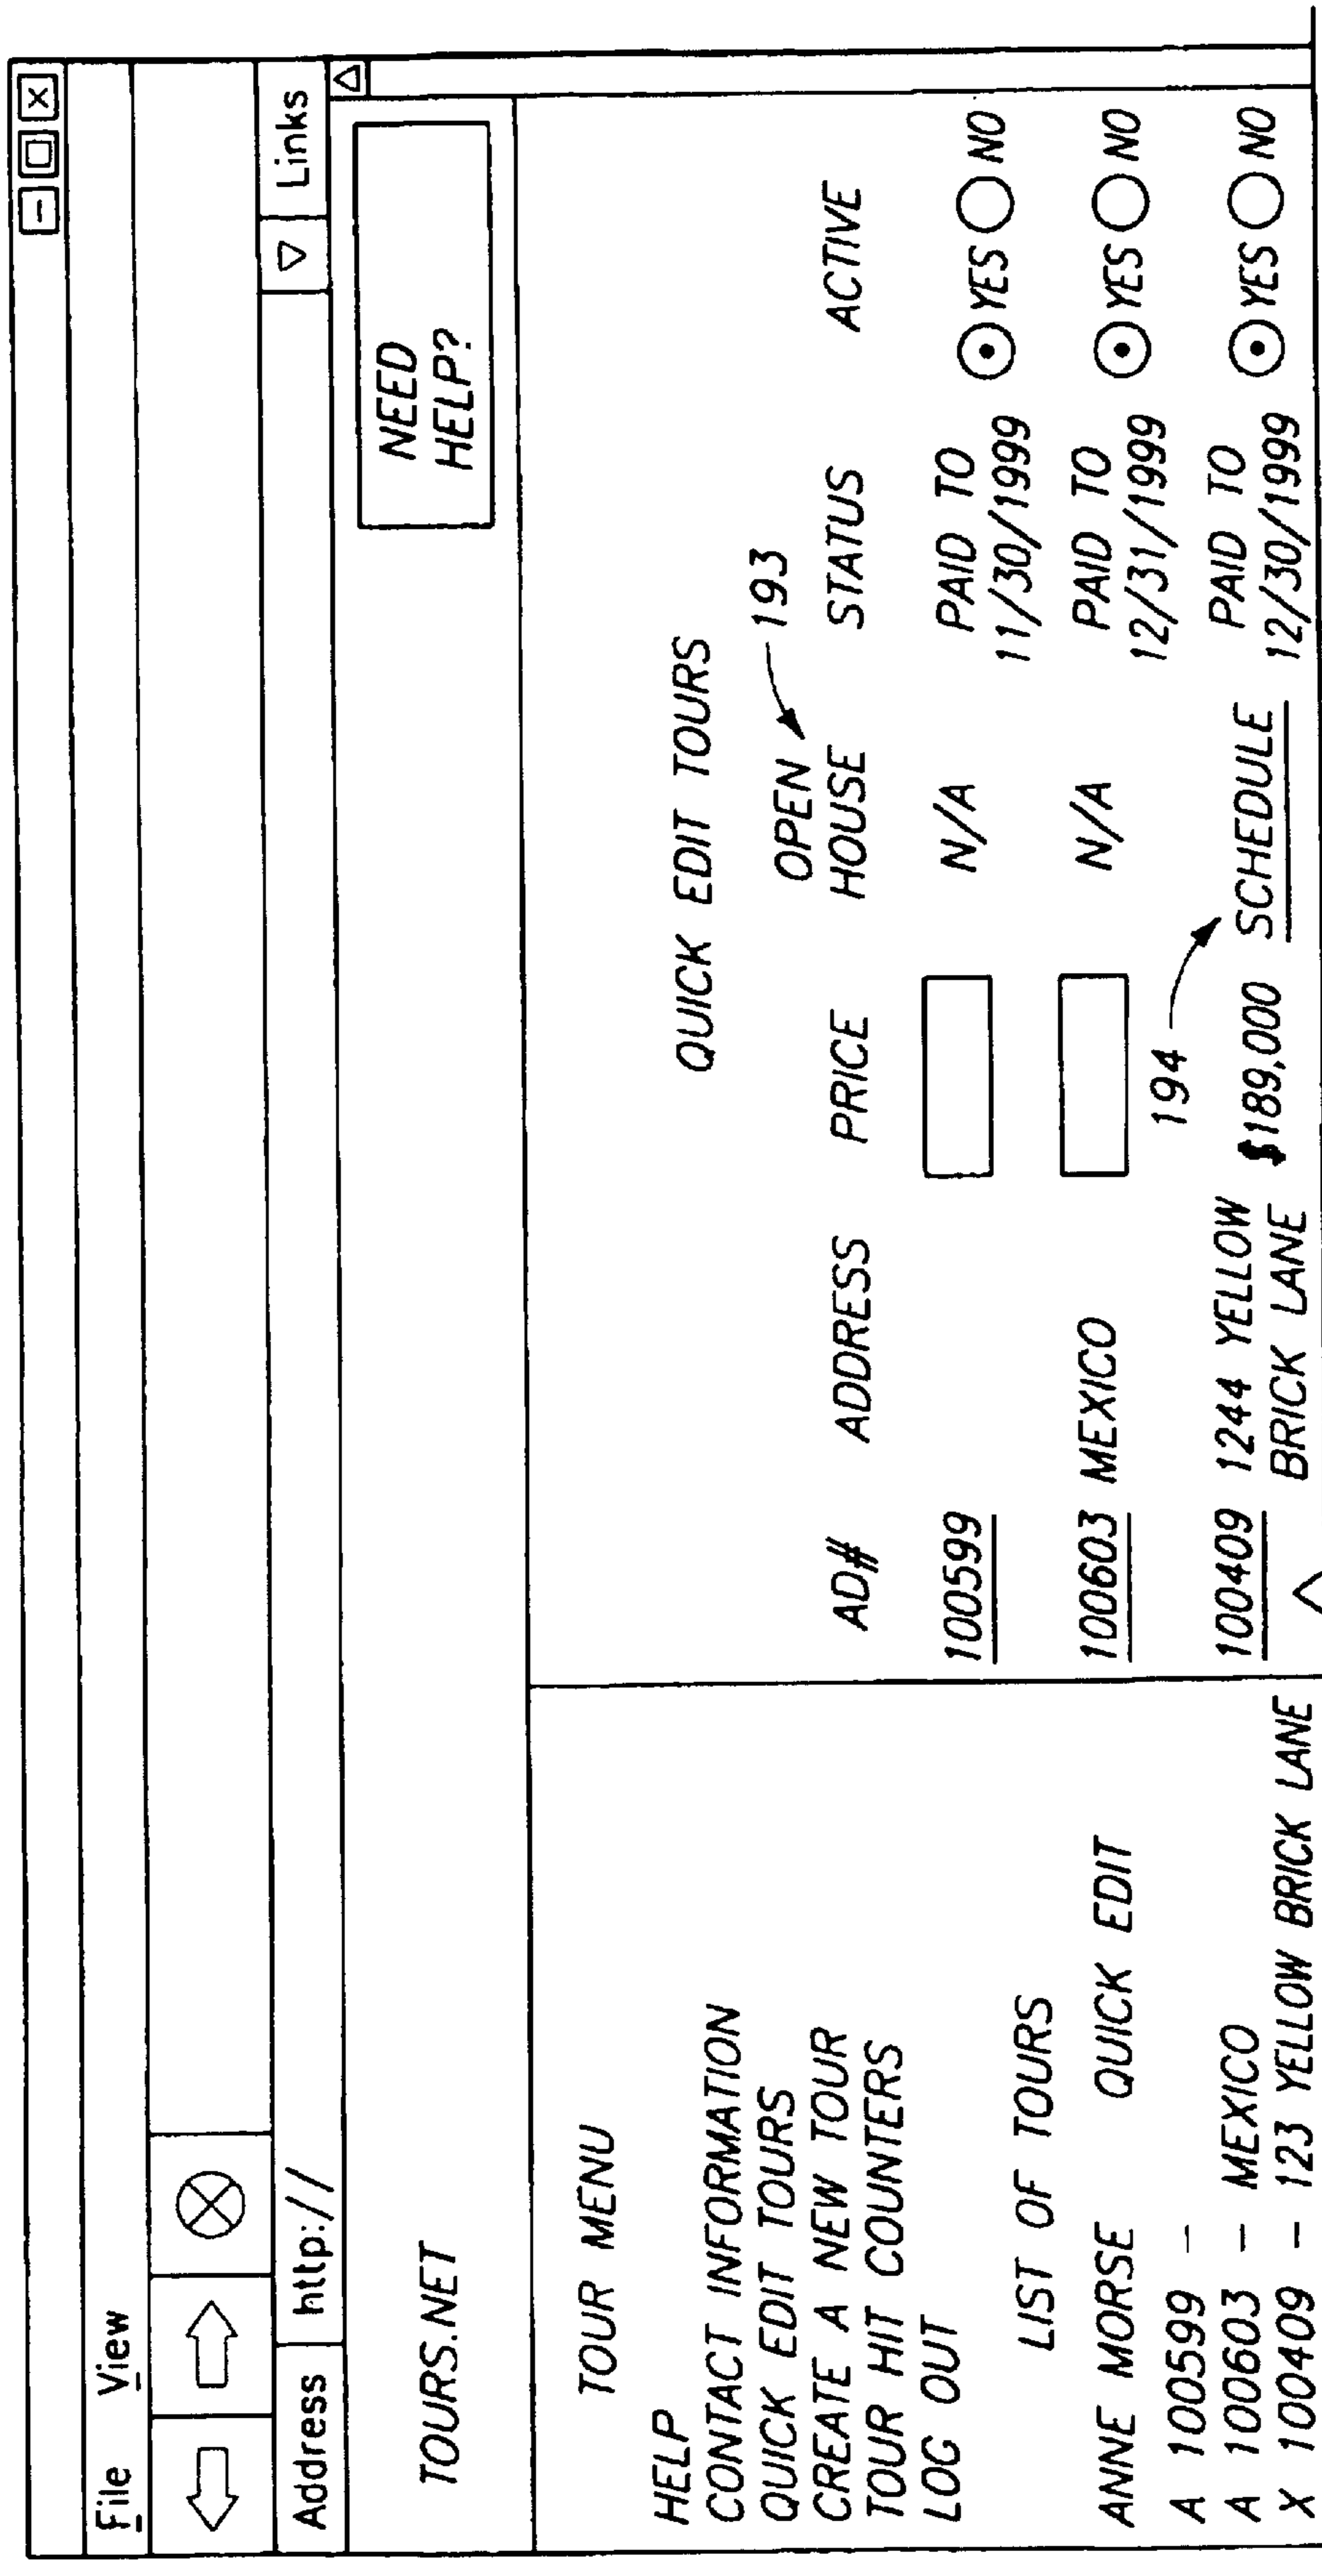 File View
Address http:// Links
TOURS.NET
NEED
HELP?
TOUR MENU
HELP
CONTACT INFORMATION
QUICK EDIT TOURS
CREATE A NEW TOUR
TOUR HIT COUNTERS
LOG OUT
LIST OF TOURS
ANNE MORSE QUICK EDIT
A 100599 –
A 100603 – MEXICO
X 100409 – 123 YELLOW BRICK LANE
QUICK EDIT TOURS
193
OPEN
AD# ADDRESS PRICE HOUSE STATUS ACTIVE
100599 N/A PAID TO YES NO
11/30/1999
100603 MEXICO N/A PAID TO YES NO
12/31/1999
194
100409 1244 YELLOW $189,000 SCHEDULE PAID TO YES NO
BRICK LANE 12/30/1999